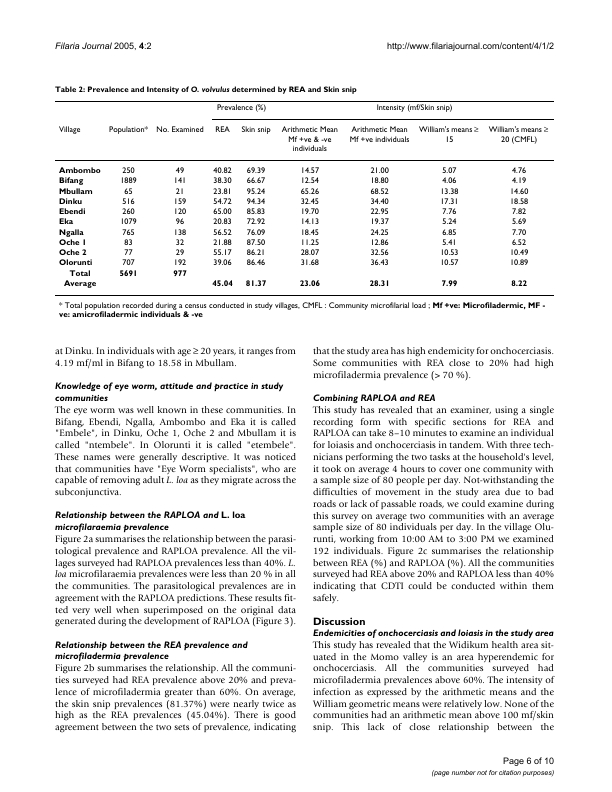 Filaria Journal 2005, 4:2
http://www.filariajournal.com/content/4/1/2
Table 2: Prevalence and Intensity of O. volvulus determined by REA and Skin snip
Prevalence (%) Intensity (mf/Skin snip)
Village Population* No. Examined REA Skin snip Arithmetic Mean Arithmetic Mean William's means ≥ William's means ≥
Mf +ve & -ve Mf +ve individuals 15 20 (CMFL)
individuals
Ambombo 250 49 40.82 69.39 14.57 21.00 5.07 4.76
Bifang 1889 141 38.30 66.67 12.54 18.80 4.06 4.19
Mbullam 65 21 23.81 95.24 65.26 68.52 13.38 14.60
Dinku 516 159 54.72 94.34 32.45 34.40 17.31 18.58
Ebendi 260 120 65.00 85.83 19.70 22.95 7.76 7.82
Eka 1079 96 20.83 72.92 14.13 19.37 5.24 5.69
Ngalla 765 138 56.52 76.09 18.45 24.25 6.85 7.70
Oche 1 83 32 21.88 87.50 11.25 12.86 5.41 6.52
Oche 2 77 29 55.17 86.21 28.07 32.56 10.53 10.49
Olorunti 707 192 39.06 86.46 31.68 36.43 10.57 10.89
Total 5691 977
Average 45.04 81.37 23.06 28.31 7.99 8.22
* Total population recorded during a census conducted in study villages, CMFL : Community microfilarial load ; Mf +ve: Microfiladermic, MF -
ve: amicrofiladermic individuals & -ve
at Dinku. In individuals with age ≥ 20 years, it ranges from
4.19 mf/ml in Bifang to 18.58 in Mbullam.
Knowledge of eye worm, attitude and practice in study
communities
The eye worm was well known in these communities. In
Bifang, Ebendi, Ngalla, Ambombo and Eka it is called
"Embele", in Dinku, Oche 1, Oche 2 and Mbullam it is
called "ntembele". In Olorunti it is called "etembele".
These names were generally descriptive. It was noticed
that communities have "Eye Worm specialists", who are
capable of removing adult L. loa as they migrate across the
subconjunctiva.
Relationship between the RAPLOA and L. loa
microfilaraemia prevalence
Figure 2a summarises the relationship between the parasi-
tological prevalence and RAPLOA prevalence. All the vil-
lages surveyed had RAPLOA prevalences less than 40%. L.
loa microfilaraemia prevalences were less than 20 % in all
the communities. The parasitological prevalences are in
agreement with the RAPLOA predictions. These results fit-
ted very well when superimposed on the original data
generated during the development of RAPLOA (Figure 3).
Relationship between the REA prevalence and
microfiladermia prevalence
Figure 2b summarises the relationship. All the communi-
ties surveyed had REA prevalence above 20% and preva-
lence of microfiladermia greater than 60%. On average,
the skin snip prevalences (81.37%) were nearly twice as
high as the REA prevalences (45.04%). There is good
agreement between the two sets of prevalence, indicating
that the study area has high endemicity for onchocerciasis.
Some communities with REA close to 20% had high
microfiladermia prevalence (> 70 %).
Combining RAPLOA and REA
This study has revealed that an examiner, using a single
recording form with specific sections for REA and
RAPLOA can take 8–10 minutes to examine an individual
for loiasis and onchocerciasis in tandem. With three tech-
nicians performing the two tasks at the household's level,
it took on average 4 hours to cover one community with
a sample size of 80 people per day. Not-withstanding the
difficulties of movement in the study area due to bad
roads or lack of passable roads, we could examine during
this survey on average two communities with an average
sample size of 80 individuals per day. In the village Olu-
runti, working from 10:00 AM to 3:00 PM we examined
192 individuals. Figure 2c summarises the relationship
between REA (%) and RAPLOA (%). All the communities
surveyed had REA above 20% and RAPLOA less than 40%
indicating that CDTI could be conducted within them
safely.
Discussion
Endemicities of onchocerciasis and loiasis in the study area
This study has revealed that the Widikum health area sit-
uated in the Momo valley is an area hyperendemic for
onchocerciasis. All the communities surveyed had
microfiladermia prevalences above 60%. The intensity of
infection as expressed by the arithmetic means and the
William geometric means were relatively low. None of the
communities had an arithmetic mean above 100 mf/skin
snip. This lack of close relationship between the
Page 6 of 10
(page number not for citation purposes)